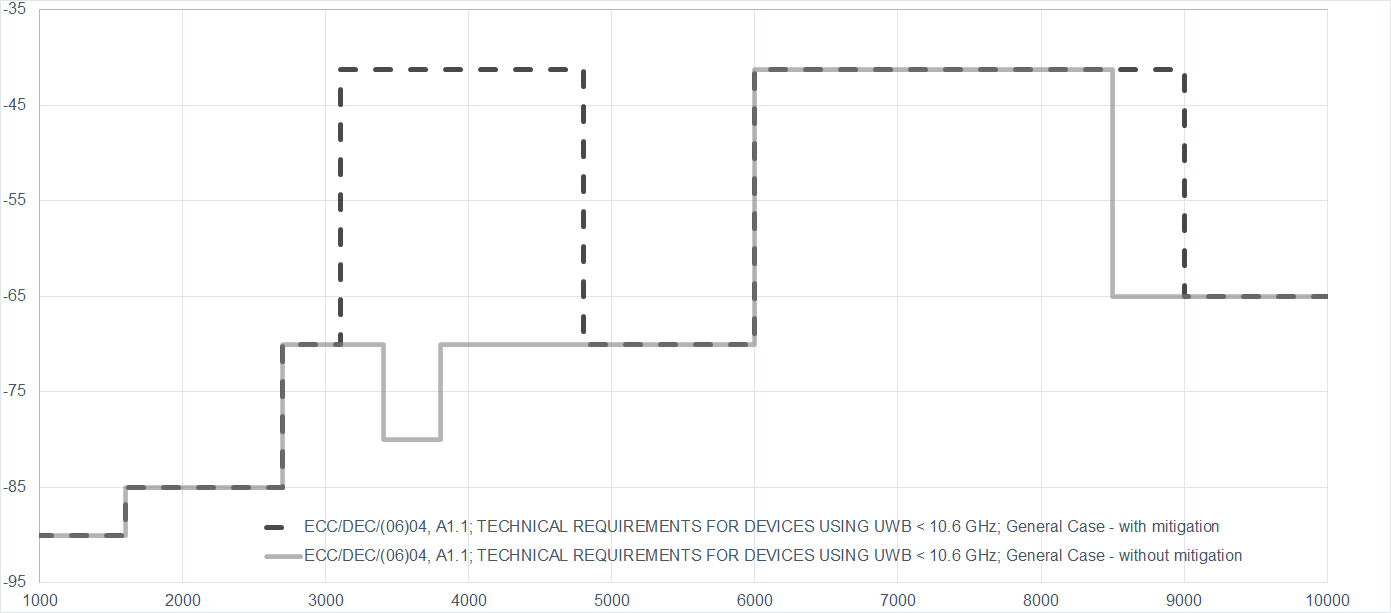 -35
-45
-55
-65
-75
-85
ECC/DEC/(06)04, A1.1; TECHNICAL REQUIREMENTS FOR DEVICES USING UWB < 10.6 GHz; General Case - with mitigation
ECC/DEC/(06)04, A1.1; TECHNICAL REQUIREMENTS FOR DEVICES USING UWB < 10.6 GHz; General Case - without mitigation
-95
1000 2000 3000 4000 5000 6000 7000 8000 9000 10000